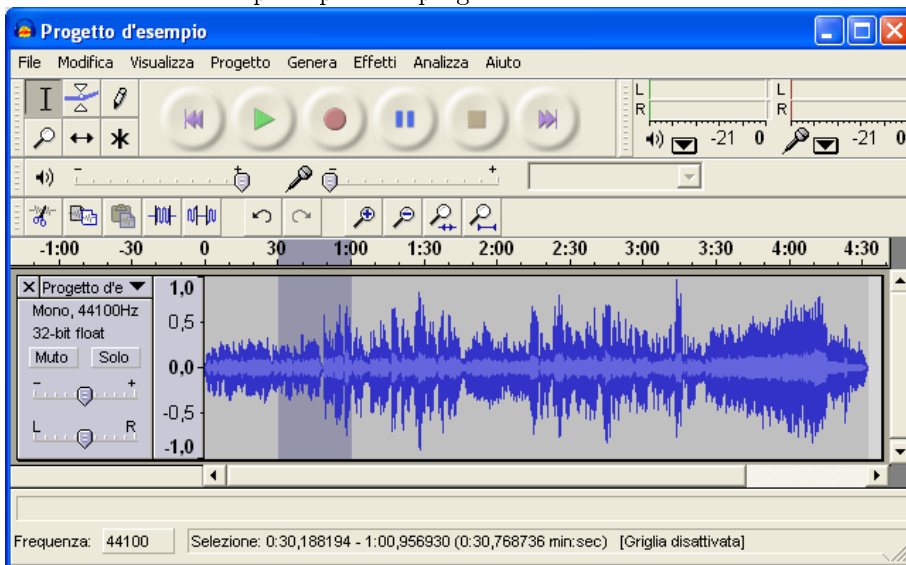 Progetto d'esempio
File Modifica Visualizza Progetto Genera Effetti Analizza Aiuto
L L
R R
-21 0 -21 0
- +
- +
-1:00 -30 0 30 1:00 1:30 2:00 2:30 3:00 3:30 4:00 4:30
X Progetto d'e
Mono, 44100Hz
32-bit float
Muto Solo
- +
L R
1,0
0,5
0,0
-0,5
-1,0
Frequenza: 44100 Selezione: 0:30,188194 - 1:00,956930 (0:30,768736 min:sec) [Griglia disattivata]